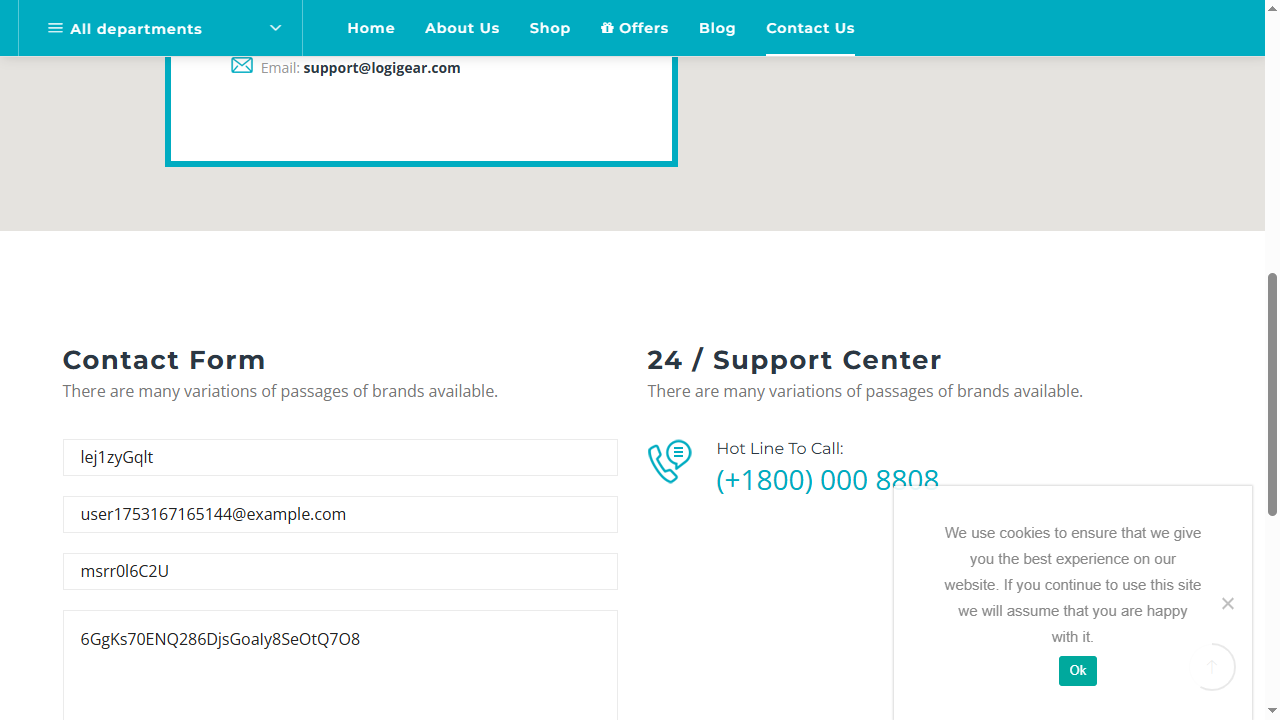 All departments
Home About Us Shop Offers Blog Contact Us
Email: support@logigear.com
Contact Form
There are many variations of passages of brands available.
lej1zyGqlt
user1753167165144@example.com
msrr0l6C2U
6GgKs70ENQ286DjsGoaIy8SeOtQ7O8
24 / Support Center
There are many variations of passages of brands available.
Hot Line To Call:
(+1800) 000 8808
We use cookies to ensure that we give
you the best experience on our
website. If you continue to use this site
we will assume that you are happy
with it.
Ok